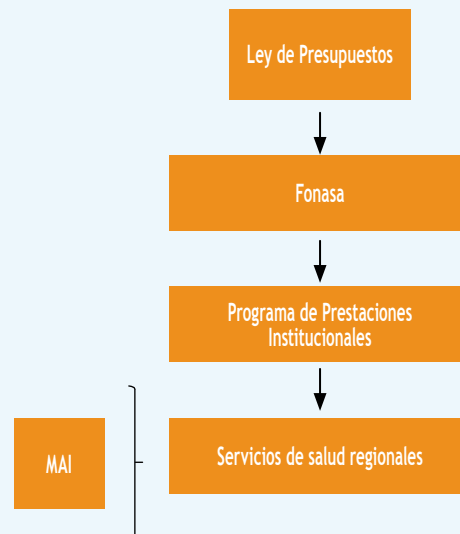 Ley de Presupuestos
Fonasa
Programa de Prestaciones
Institucionales
MAI
Servicios de salud regionales